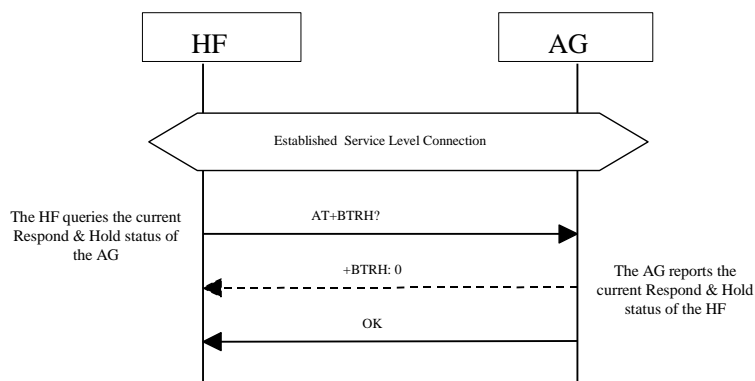 HF
AG
Established Service Level Connection
The HF queries the current
Respond & Hold status of
the AG
AT+BTRH?
+BTRH: 0
The AG reports the
current Respond & Hold
status of the HF
OK